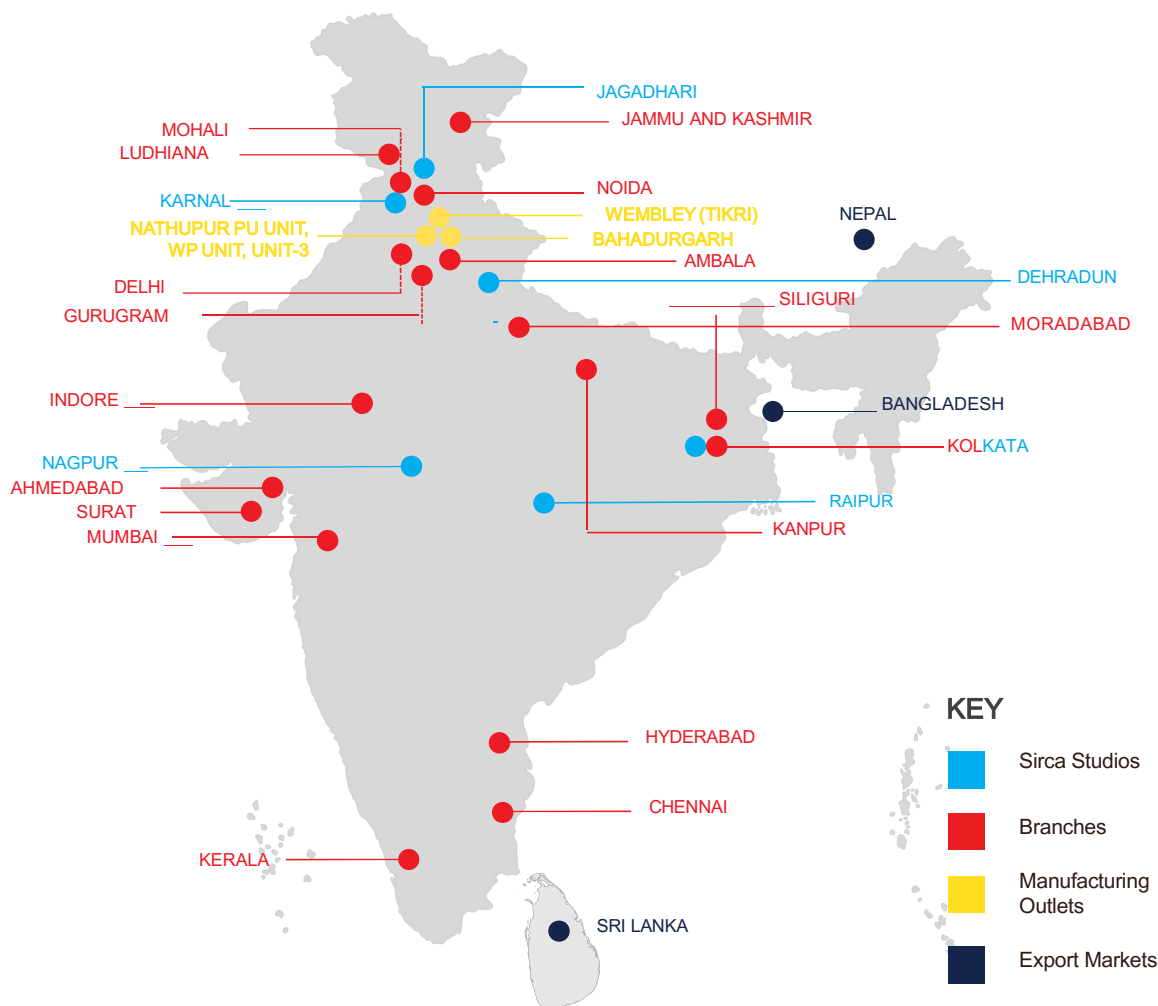 JAGADHARI
JAMMU AND KASHMIR
MOHALI
LUDHIANA
NOIDA
KARNAL
WEMBLEY (TIKRI)
NEPAL
NATHUPUR PU UNIT,
WP UNIT, UNIT-3
BAHADURGARH
AMBALA
DEHRADUN
DELHI
SILIGURI
GURUGRAM
MORADABAD
INDORE
BANGLADESH
KOLKATA
NAGPUR
AHMEDABAD
RAIPUR
SURAT
KANPUR
MUMBAI
KEY
HYDERABAD
Sirca Studios
CHENNAI
Branches
KERALA
Manufacturing
Outlets
SRI LANKA
Export Markets